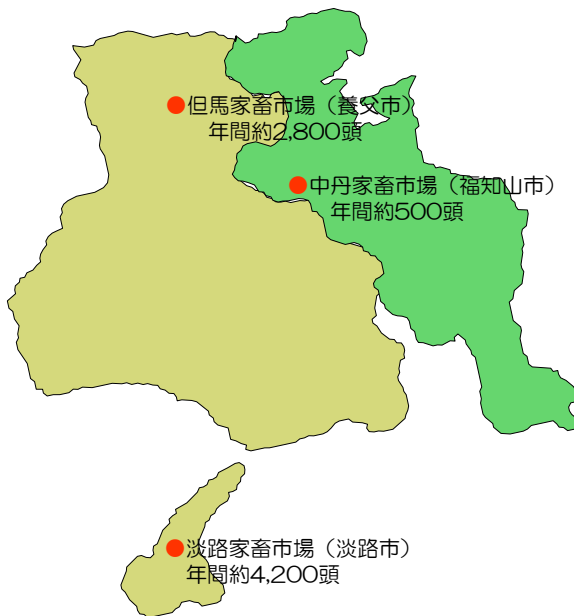 但馬家畜市場（養父市）
年間約2,800頭
中丹家畜市場（福知山市）
年間約500頭
淡路家畜市場（淡路市）
年間約4,200頭